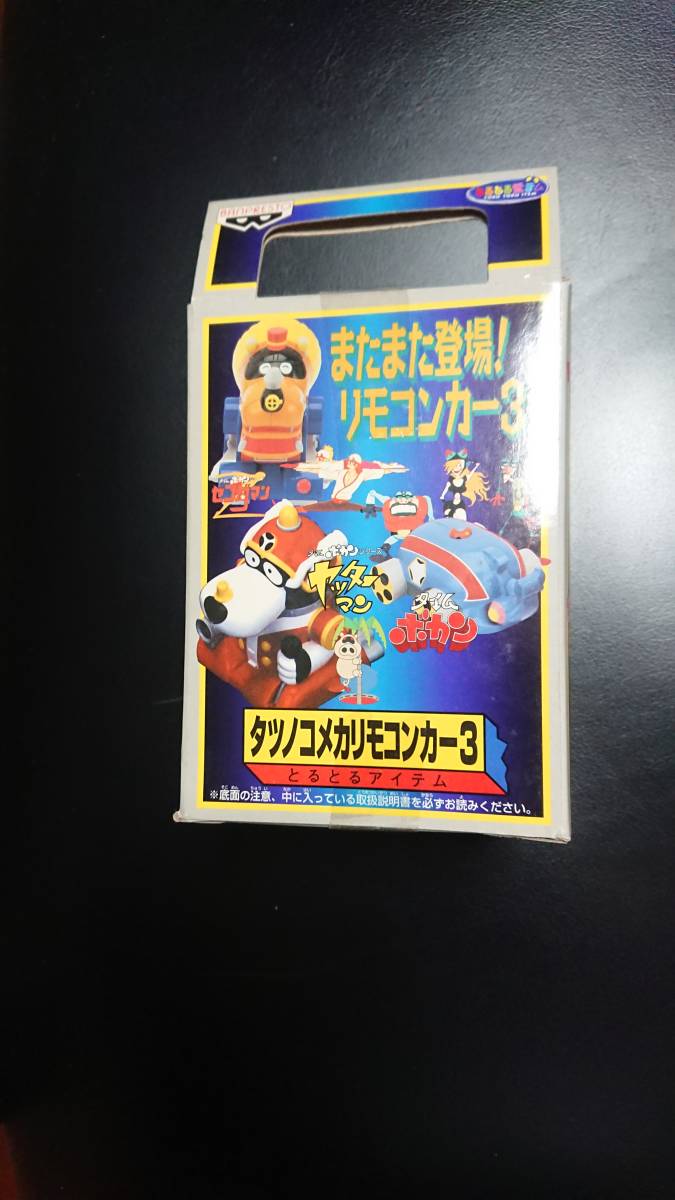 BANPRESTO
またまた登場!
リモコンカー3
ゼンダマン
タイムボカンシリーズ
ヤッターマン
タイム
ボカン
タツノコメカリモコンカー3
とるとるアイテム
※底面の注意、中に入っている取扱説明書を必ずお読みください。